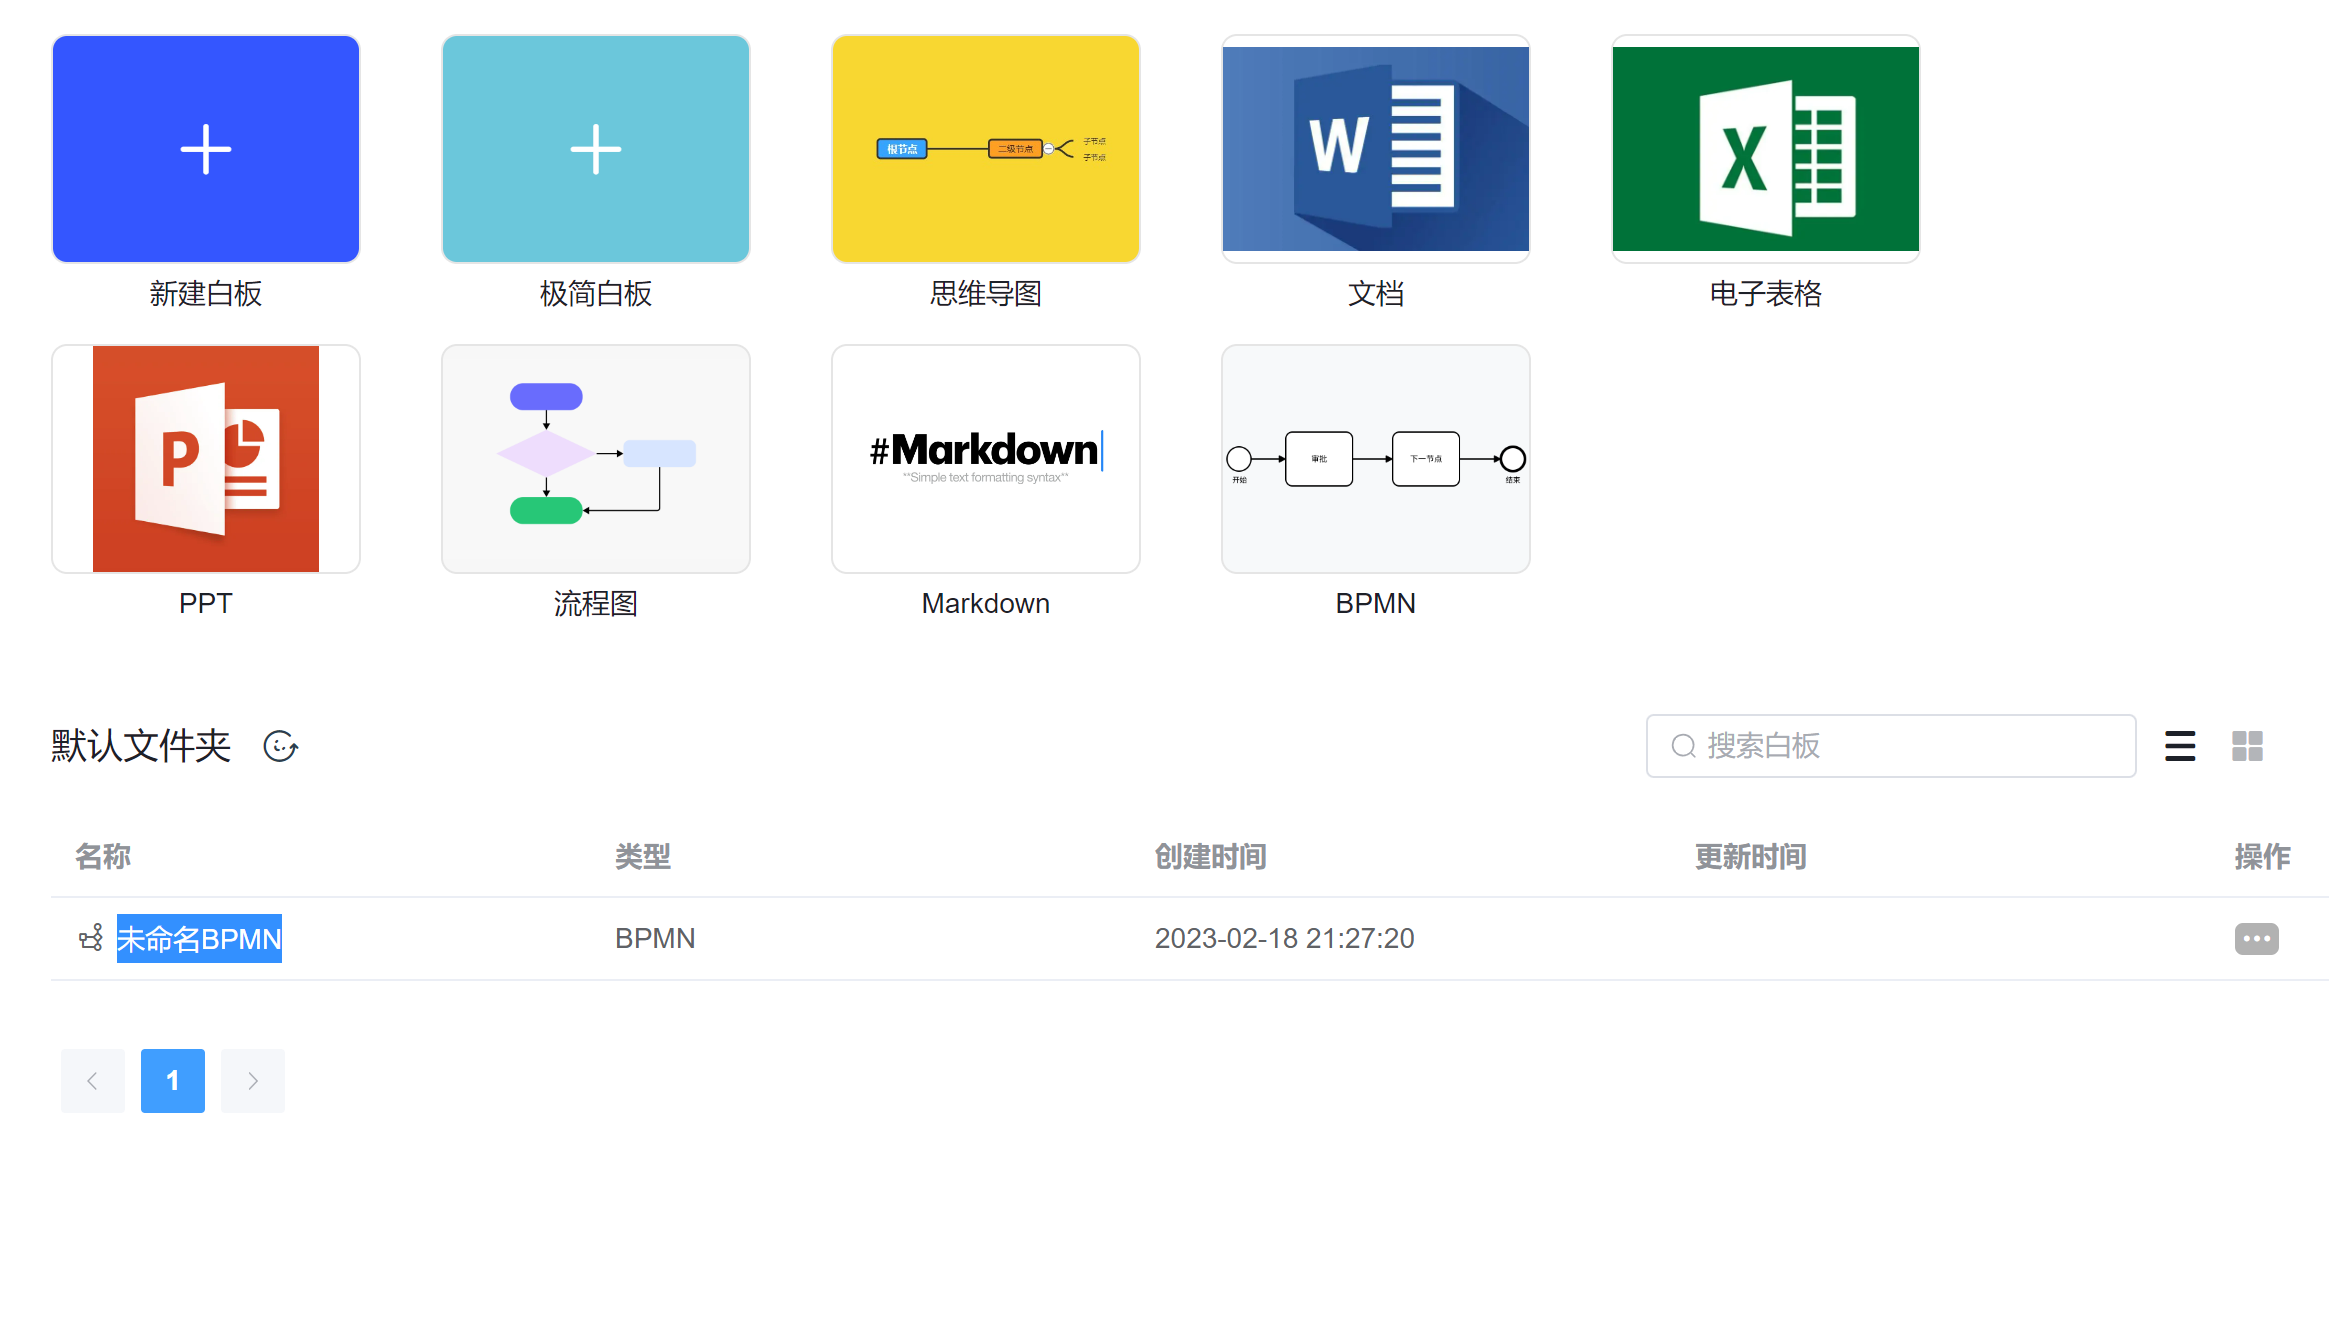 根节点
二级节点
子节点
子节点
W
X
新建白板
极简白板
思维导图
文档
电子表格
P
#Markdown
**Simple text formatting syntax**
开始
审批
下一节点
结束
PPT
流程图
Markdown
BPMN
默认文件夹
搜索白板
名称 类型 创建时间 更新时间 操作
未命名BPMN BPMN 2023-02-18 21:27:20
1